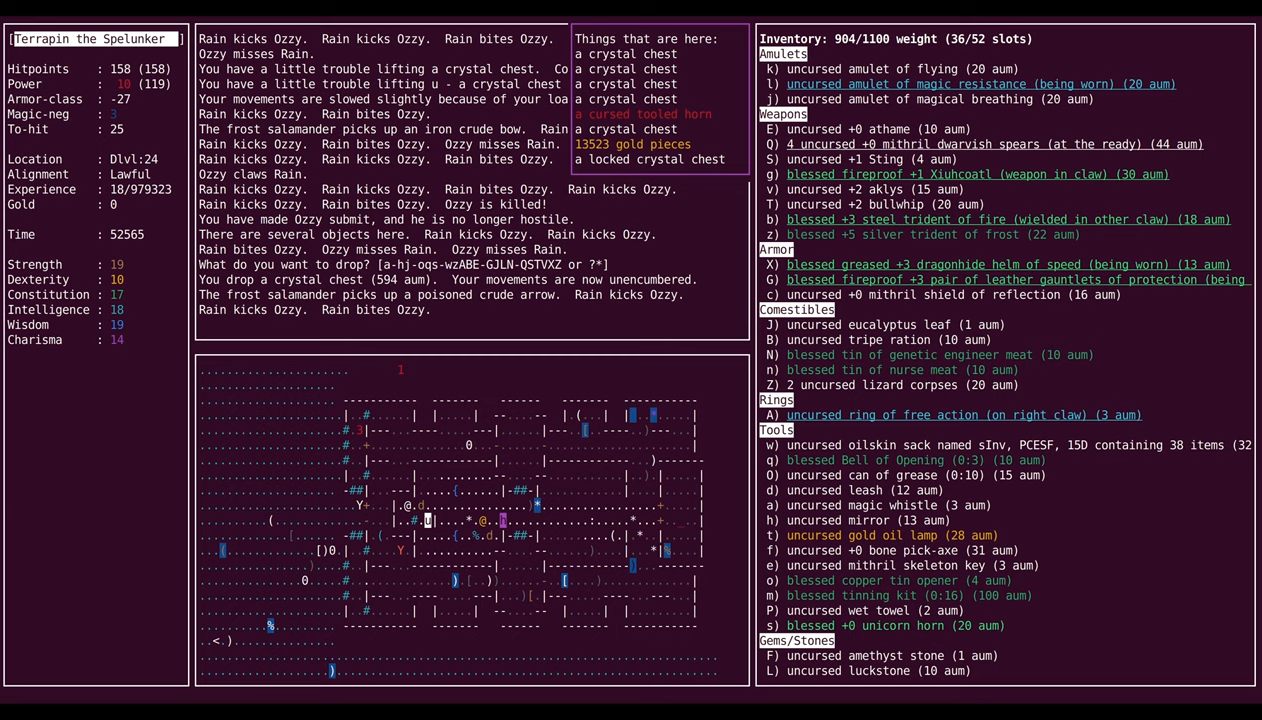 [Terrapin the Spelunker ]
Hitpoints : 158 (158)
Power : 10 (119)
Armor-class : -27
Magic-neg : 3
To-hit : 25
Location : Dlvl:24
Alignment : Lawful
Experience : 18/979323
Gold : 0
Time : 52565
Strength : 19
Dexterity : 10
Constitution : 17
Intelligence : 18
Wisdom : 19
Charisma : 14
Rain kicks Ozzy. Rain kicks Ozzy. Rain bites Ozzy.
Ozzy misses Rain.
You have a little trouble lifting a crystal chest. Co
You have a little trouble lifting u - a crystal chest
Your movements are slowed slightly because of your loa
Rain kicks Ozzy. Rain bites Ozzy.
The frost salamander picks up an iron crude bow. Rain
Rain kicks Ozzy. Rain bites Ozzy. Ozzy misses Rain.
Rain kicks Ozzy. Rain kicks Ozzy. Rain bites Ozzy.
Ozzy claws Rain.
Rain kicks Ozzy. Rain kicks Ozzy. Rain bites Ozzy. Rain kicks Ozzy.
Rain kicks Ozzy. Rain bites Ozzy. Ozzy is killed!
You have made Ozzy submit, and he is no longer hostile.
There are several objects here. Rain kicks Ozzy. Rain kicks Ozzy.
Rain bites Ozzy. Ozzy misses Rain. Ozzy misses Rain.
What do you want to drop? [a-hj-oqs-wzABE-GJLN-QSTVXZ or ?*]
You drop a crystal chest (594 aum). Your movements are now unencumbered.
The frost salamander picks up a poisoned crude arrow. Rain kicks Ozzy.
Rain kicks Ozzy. Rain bites Ozzy.
Things that are here:
a crystal chest
a crystal chest
a crystal chest
a crystal chest
a cursed tooled horn
a crystal chest
13523 gold pieces
a locked crystal chest
Inventory: 904/1100 weight (36/52 slots)
Amulets
k) uncursed amulet of flying (20 aum)
l) uncursed amulet of magic resistance (being worn) (20 aum)
j) uncursed amulet of magical breathing (20 aum)
Weapons
E) uncursed +0 athame (10 aum)
Q) 4 uncursed +0 mithril dwarvish spears (at the ready) (44 aum)
S) uncursed +1 Sting (4 aum)
g) blessed fireproof +1 Xiuhcoatl (weapon in claw) (30 aum)
v) uncursed +2 aklys (15 aum)
T) uncursed +2 bullwhip (20 aum)
b) blessed +3 steel trident of fire (wielded in other claw) (18 aum)
z) blessed +5 silver trident of frost (22 aum)
Armor
X) blessed greased +3 dragonhide helm of speed (being worn) (13 aum)
G) blessed fireproof +3 pair of leather gauntlets of protection (being
c) uncursed +0 mithril shield of reflection (16 aum)
Comestibles
J) uncursed eucalyptus leaf (1 aum)
B) uncursed tripe ration (10 aum)
N) blessed tin of genetic engineer meat (10 aum)
n) blessed tin of nurse meat (10 aum)
Z) 2 uncursed lizard corpses (20 aum)
Rings
A) uncursed ring of free action (on right claw) (3 aum)
Tools
w) uncursed oilskin sack named sInv, PCESF, 15D containing 38 items (32
q) blessed Bell of Opening (0:3) (10 aum)
O) uncursed can of grease (0:10) (15 aum)
d) uncursed leash (12 aum)
a) uncursed magic whistle (3 aum)
h) uncursed mirror (13 aum)
t) uncursed gold oil lamp (28 aum)
f) uncursed +0 bone pick-axe (31 aum)
e) uncursed mithril skeleton key (3 aum)
o) blessed copper tin opener (4 aum)
m) blessed tinning kit (0:16) (100 aum)
P) uncursed wet towel (2 aum)
s) blessed +0 unicorn horn (20 aum)
Gems/Stones
F) uncursed amethyst stone (1 aum)
L) uncursed luckstone (10 aum)